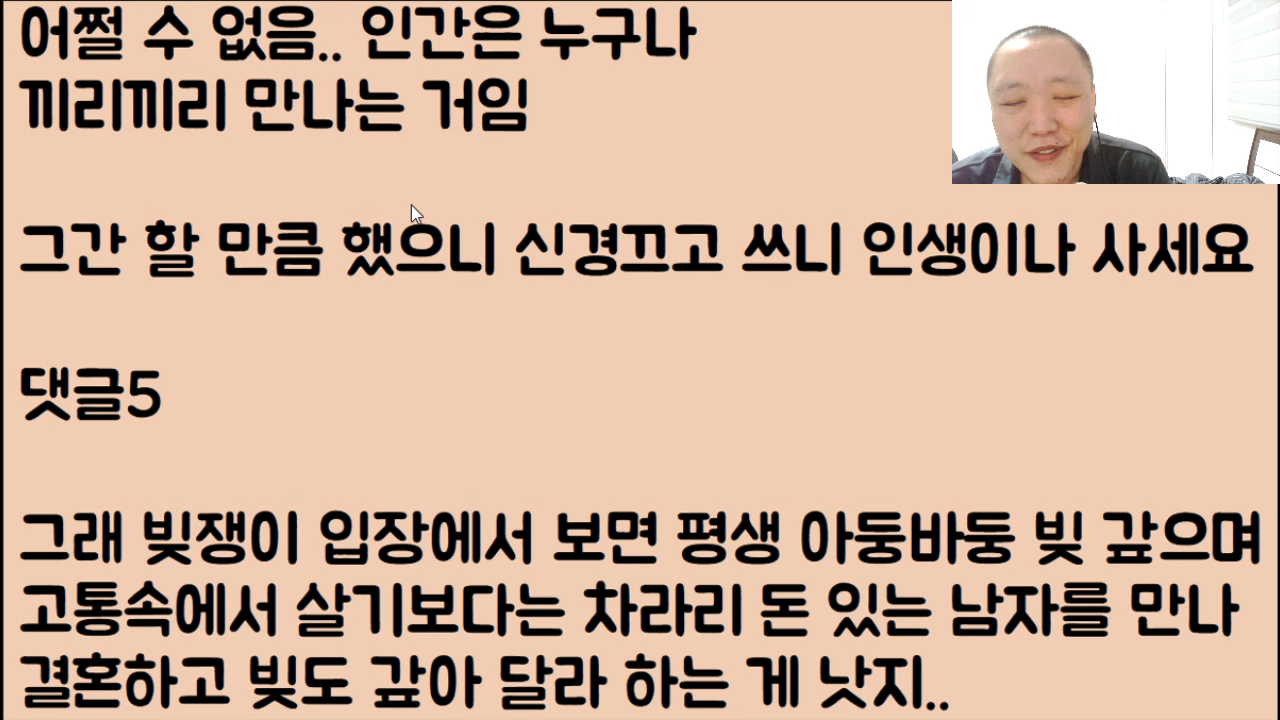 어쩔 수 없음.. 인간은 누구나
끼리끼리 만나는 거임
그간 할 만큼 했으니 신경끄고 쓰니 인생이나 사세요
댓글5
그래 빚쟁이 입장에서 보면 평생 아둥바둥 빚 갚으며
고통속에서 살기보다는 차라리 돈 있는 남자를 만나
결혼하고 빚도 갚아 달라 하는 게 낫지..